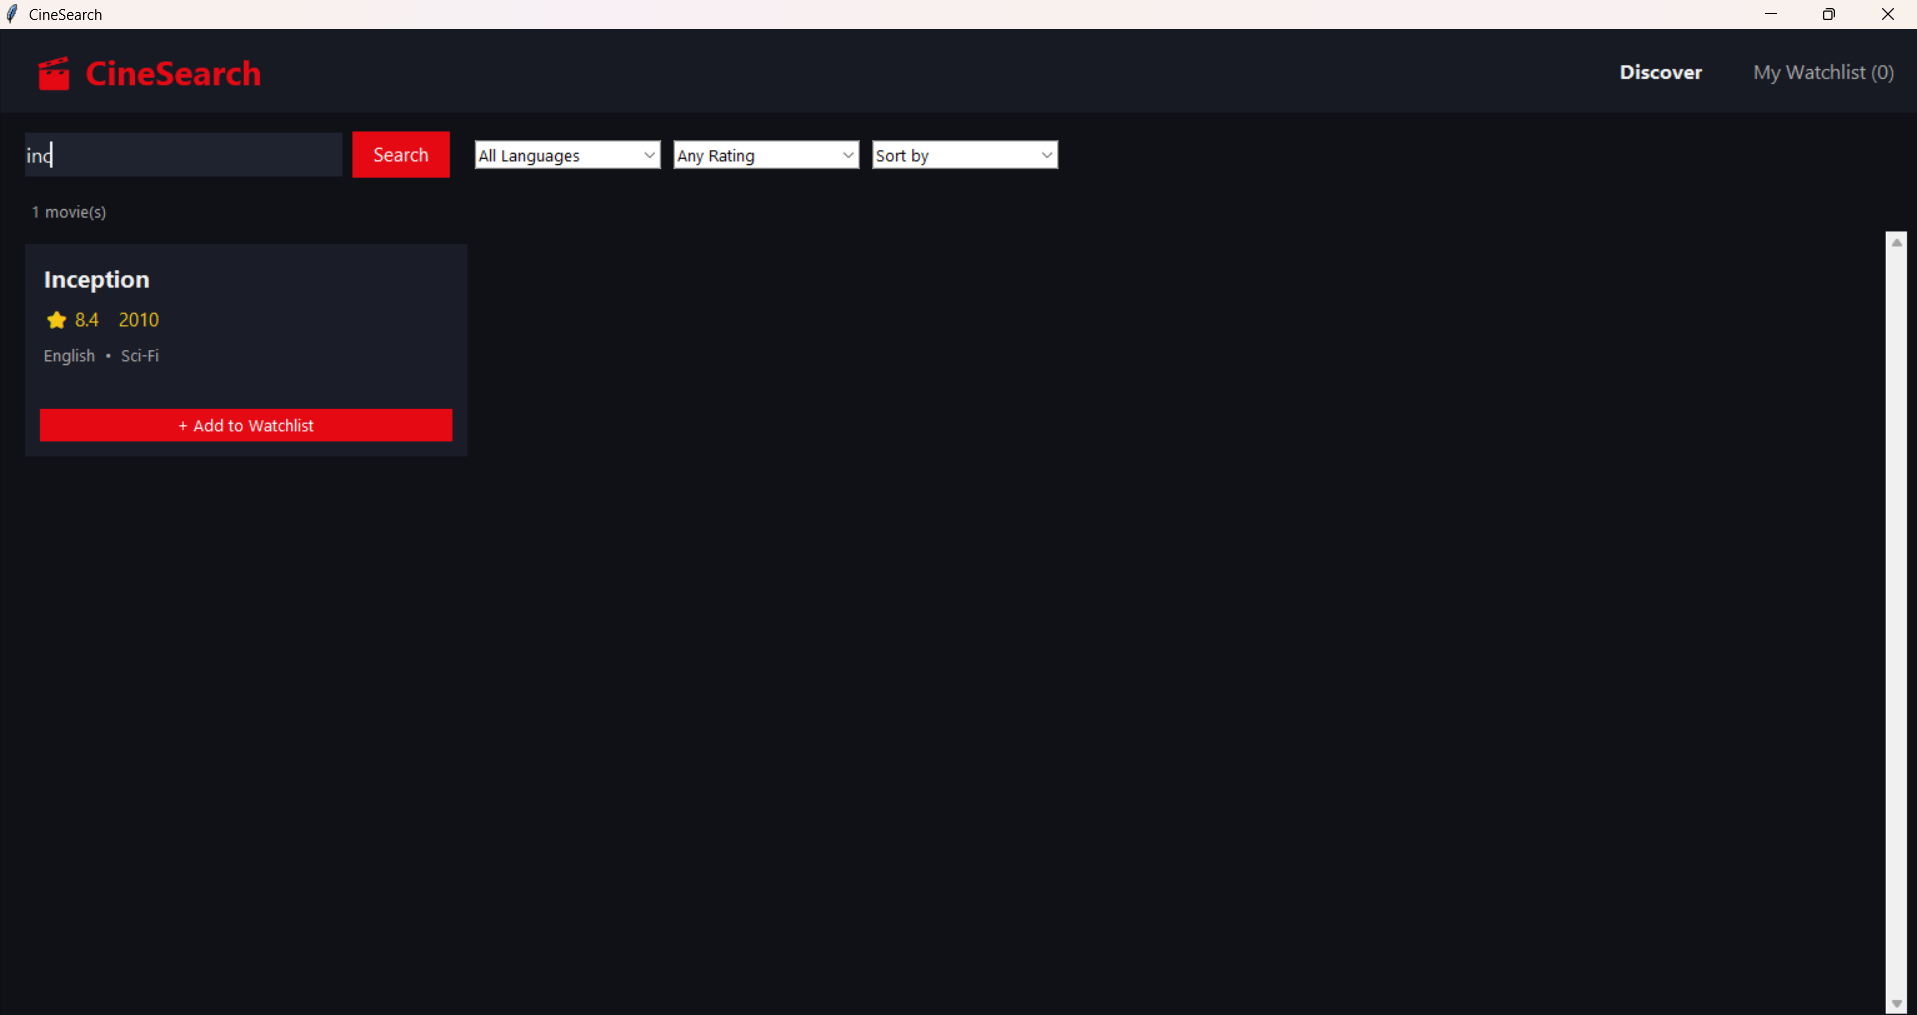 CineSearch
CineSearch
Discover My Watchlist (0)
inc Search All Languages Any Rating Sort by
1 movie(s)
Inception
8.4 2010
English • Sci-Fi
+ Add to Watchlist